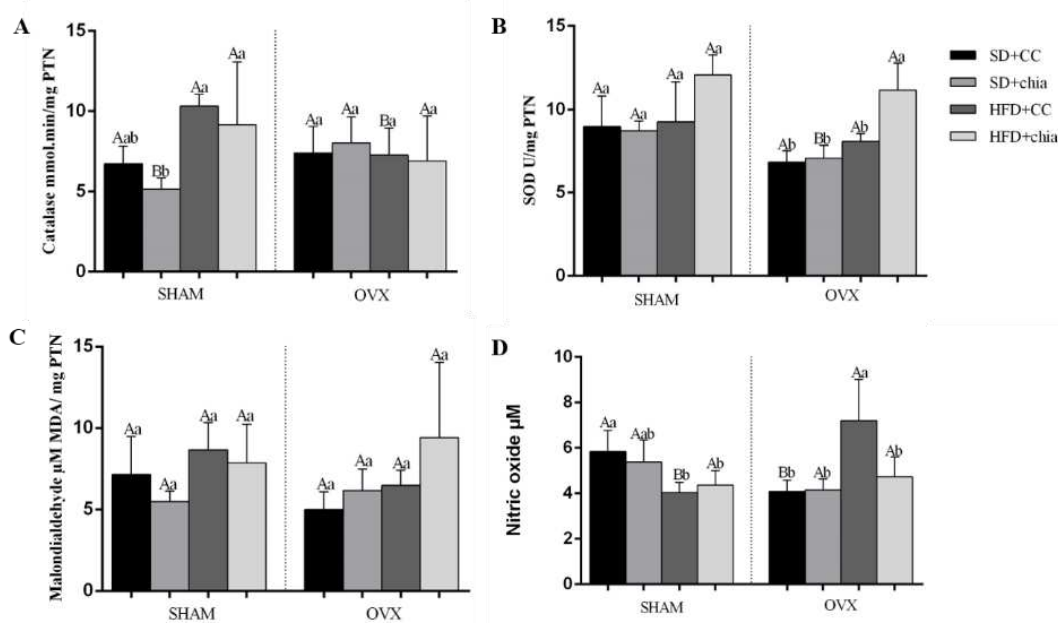 A
Catalase mmol.min/mg PTN
15
10
5
0
Aab
Bb
Aa
Aa
Aa
Aa
Ba
Aa
SHAM
OVX
B
SOD U/mg PTN
15
10
5
0
Aa
Aa
Aa
Aa
Ab
Bb
Ab
Aa
SHAM
OVX
SD+CC
SD+chia
HFD+CC
HFD+chia
C
Malondialdehyde µM MDA/ mg PTN
15
10
5
0
Aa
Aa
Aa
Aa
Aa
Aa
Aa
Aa
SHAM
OVX
D
Nitric oxide µM
10
8
6
4
2
0
Aa
Aab
Bb
Ab
Bb
Ab
Aa
Ab
SHAM
OVX